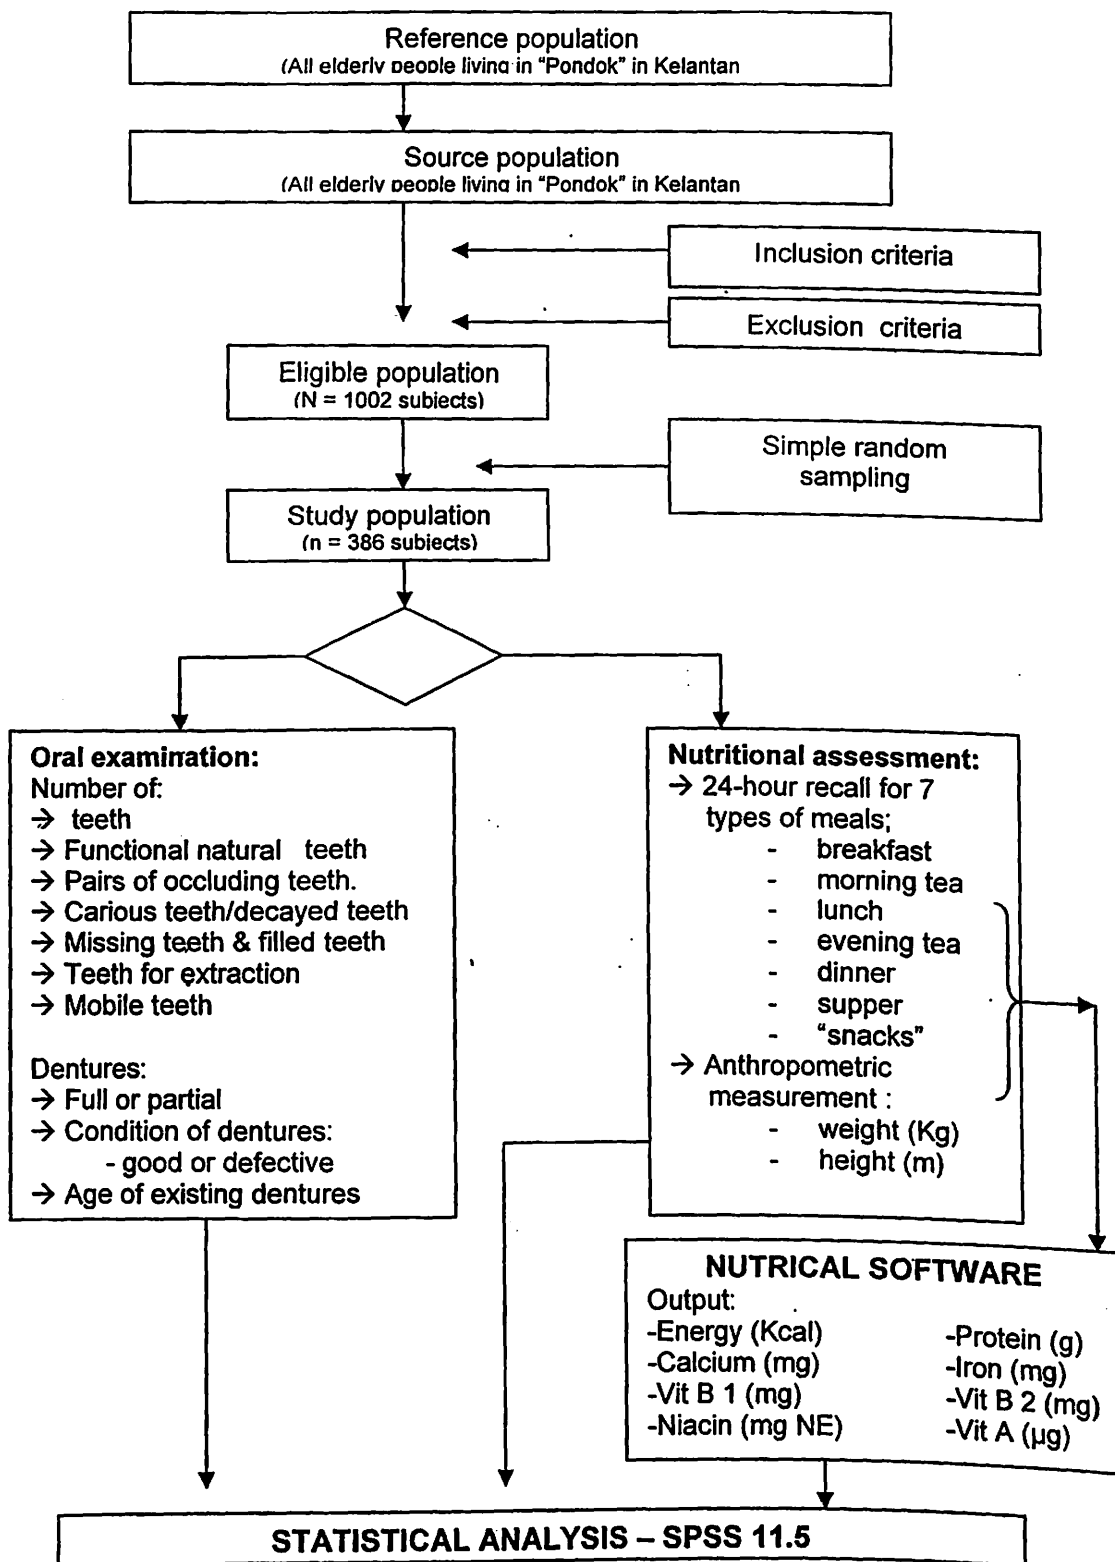 Reference population
(All elderly people living in “Pondok” in Kelantan
Source population
(All elderly people living in “Pondok” in Kelantan
Inclusion criteria
Exclusion criteria
Eligible population
(N = 1002 subjects)
Simple random
sampling
Study population
(n = 386 subjects)
Oral examination:
Number of:
→ teeth
→ Functional natural teeth
→ Pairs of occluding teeth.
→ Carious teeth/decayed teeth
→ Missing teeth & filled teeth
→ Teeth for extraction
→ Mobile teeth
Dentures:
→ Full or partial
→ Condition of dentures:
- good or defective
→ Age of existing dentures
Nutritional assessment:
→ 24-hour recall for 7
types of meals;
- breakfast
- morning tea
- lunch
- evening tea
- dinner
- supper
- “snacks”
→ Anthropometric
measurement :
- weight (Kg)
- height (m)
NUTRICAL SOFTWARE
Output:
-Energy (Kcal)
-Calcium (mg)
-Vit B 1 (mg)
-Niacin (mg NE)
-Protein (g)
-Iron (mg)
-Vit B 2 (mg)
-Vit A (µg)
STATISTICAL ANALYSIS – SPSS 11.5